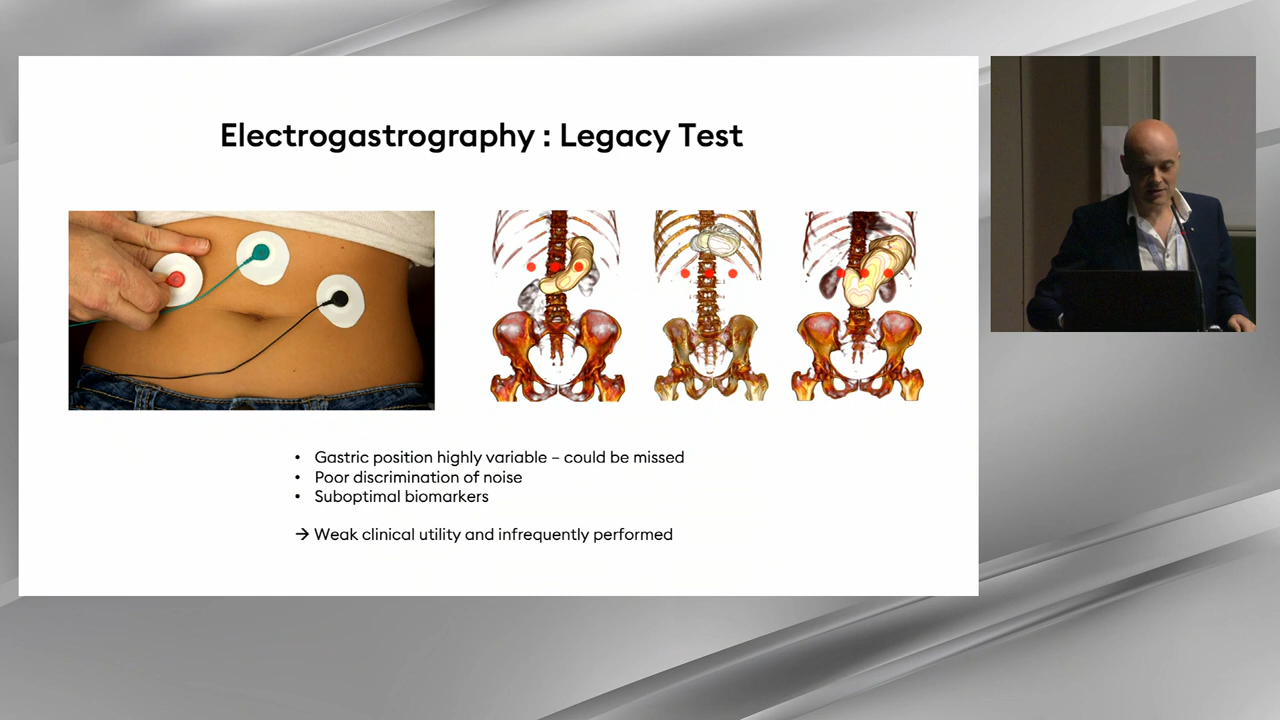 Electrogastrography : Legacy Test
• Gastric position highly variable – could be missed
• Poor discrimination of noise
• Suboptimal biomarkers
→ Weak clinical utility and infrequently performed